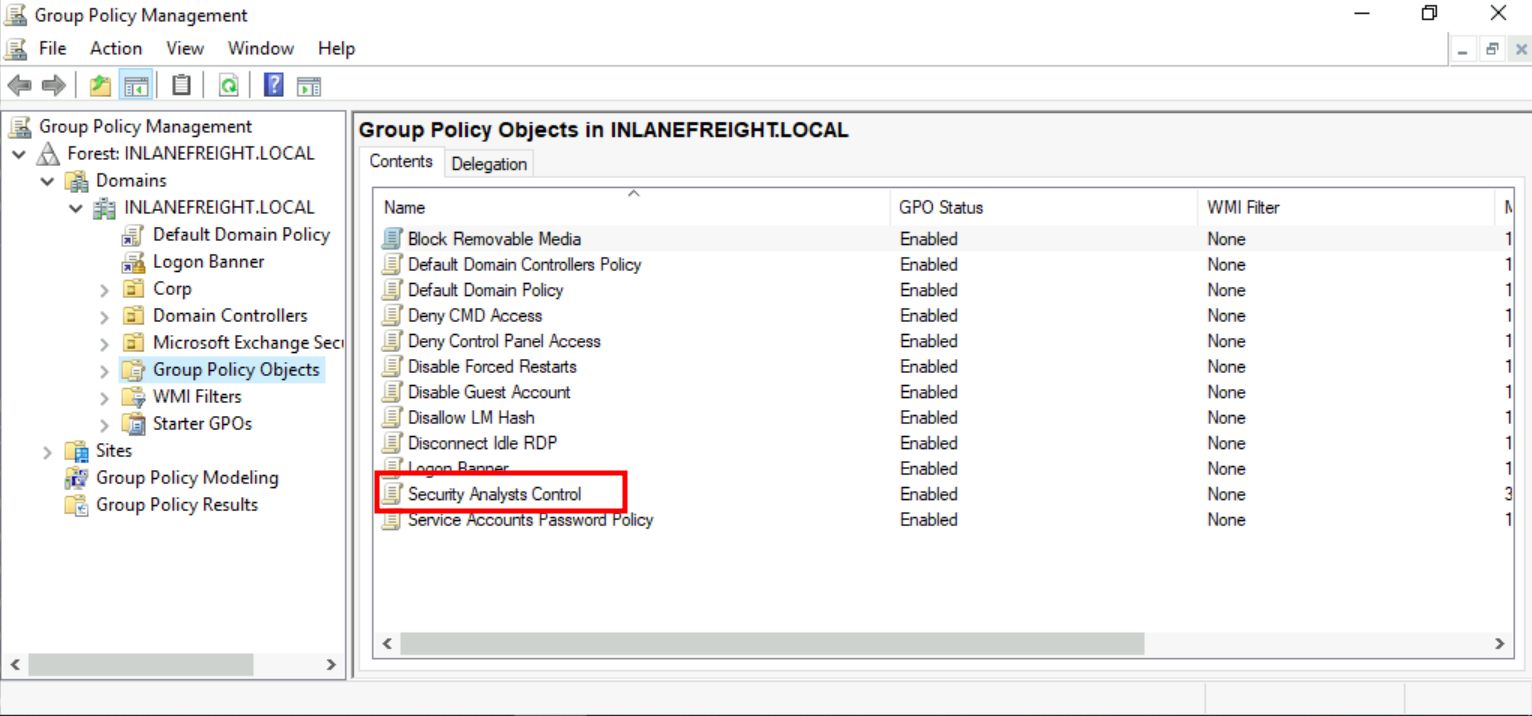 Group Policy Management
File Action View Window Help
Group Policy Management
Forest: INLANEFREIGHT.LOCAL
Domains
INLANEFREIGHT.LOCAL
Default Domain Policy
Logon Banner
Corp
Domain Controllers
Microsoft Exchange Secu
Group Policy Objects
WMI Filters
Starter GPOs
Sites
Group Policy Modeling
Group Policy Results
Group Policy Objects in INLANEFREIGHT.LOCAL
Contents Delegation
Name GPO Status WMI Filter
Block Removable Media Enabled None 1
Default Domain Controllers Policy Enabled None 1
Default Domain Policy Enabled None 1
Deny CMD Access Enabled None 1
Deny Control Panel Access Enabled None 1
Disable Forced Restarts Enabled None 1
Disable Guest Account Enabled None 1
Disallow LM Hash Enabled None 1
Disconnect Idle RDP Enabled None 1
Logon Banner Enabled None 1
Security Analysts Control Enabled None 3
Service Accounts Password Policy Enabled None 1